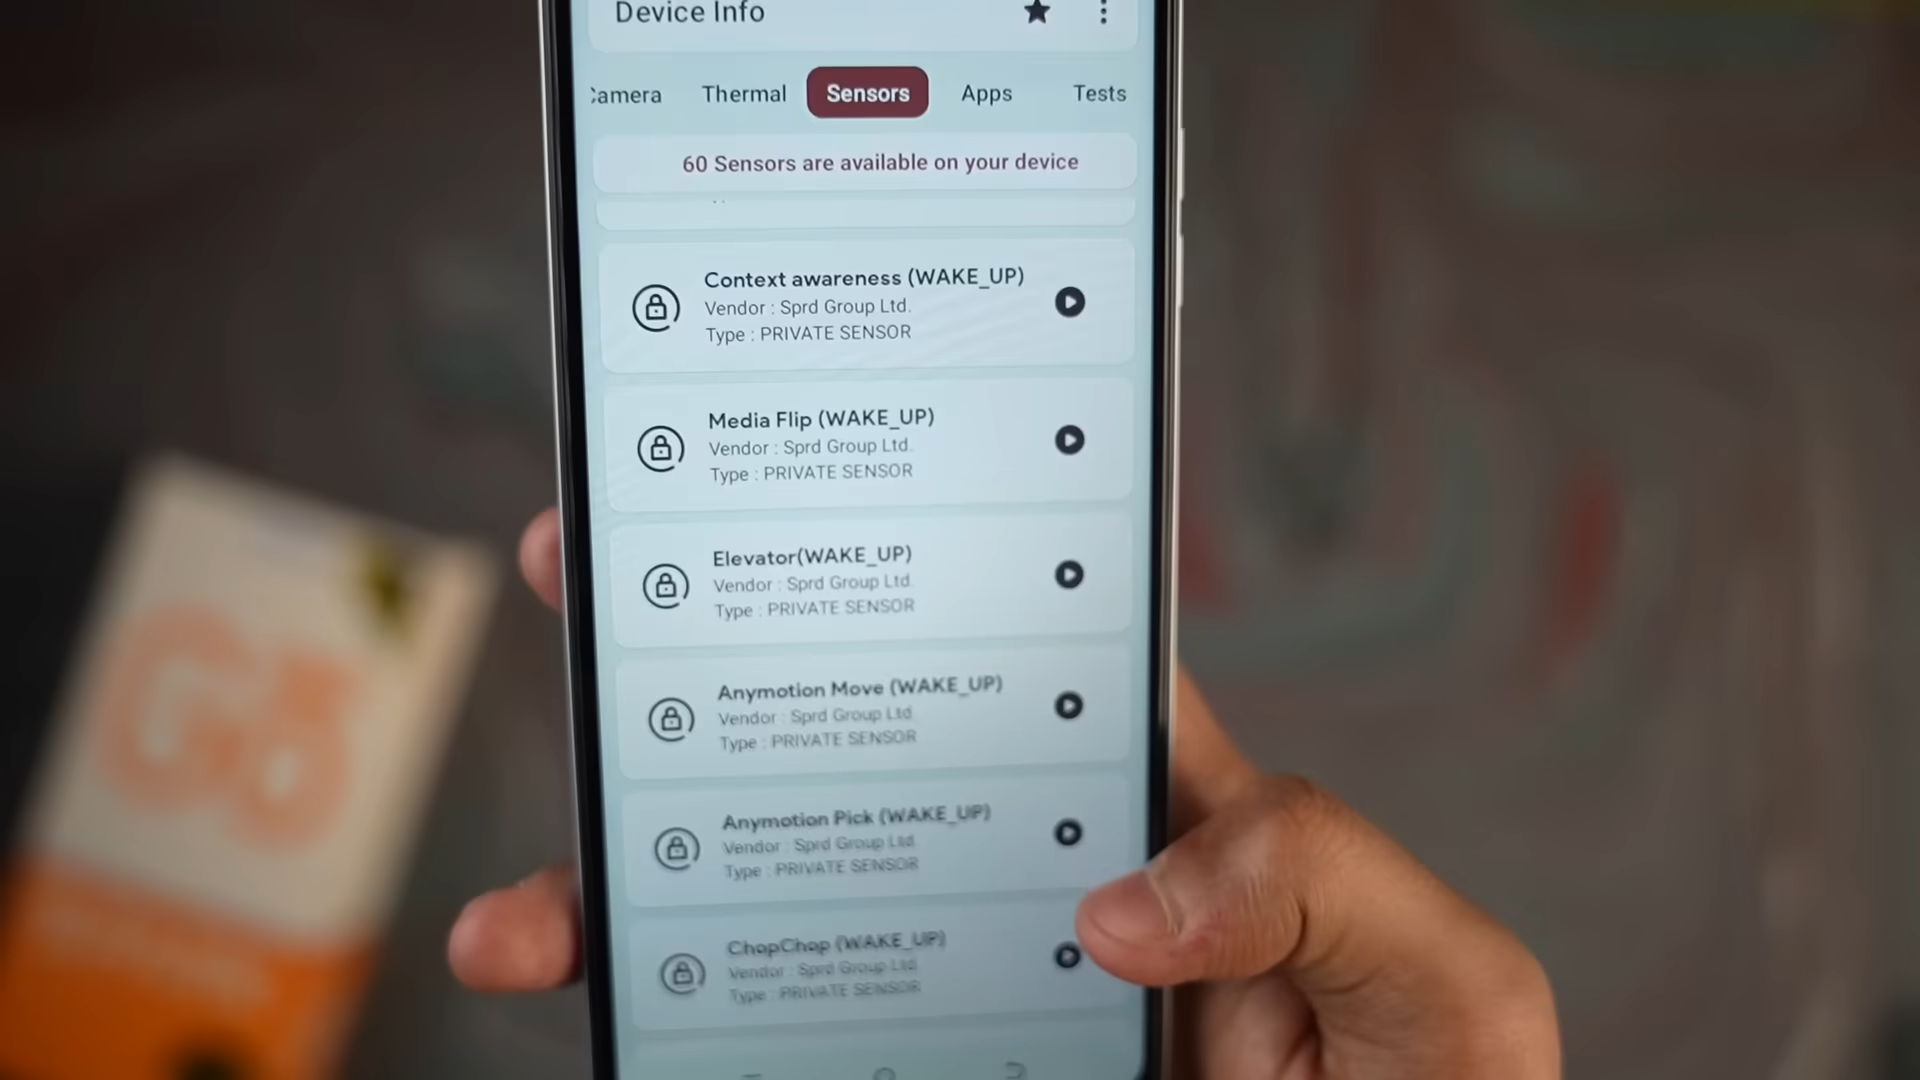 Device Info
Camera Thermal Sensors Apps Tests
60 Sensors are available on your device
Context awareness (WAKE_UP)
Vendor : Sprd Group Ltd.
Type : PRIVATE SENSOR
Media Flip (WAKE_UP)
Vendor : Sprd Group Ltd.
Type : PRIVATE SENSOR
Elevator(WAKE_UP)
Vendor : Sprd Group Ltd.
Type : PRIVATE SENSOR
Anymotion Move (WAKE_UP)
Vendor : Sprd Group Ltd.
Type : PRIVATE SENSOR
Anymotion Pick (WAKE_UP)
Vendor : Sprd Group Ltd.
Type : PRIVATE SENSOR
ChopChop (WAKE_UP)
Vendor : Sprd Group Ltd.
Type : PRIVATE SENSOR